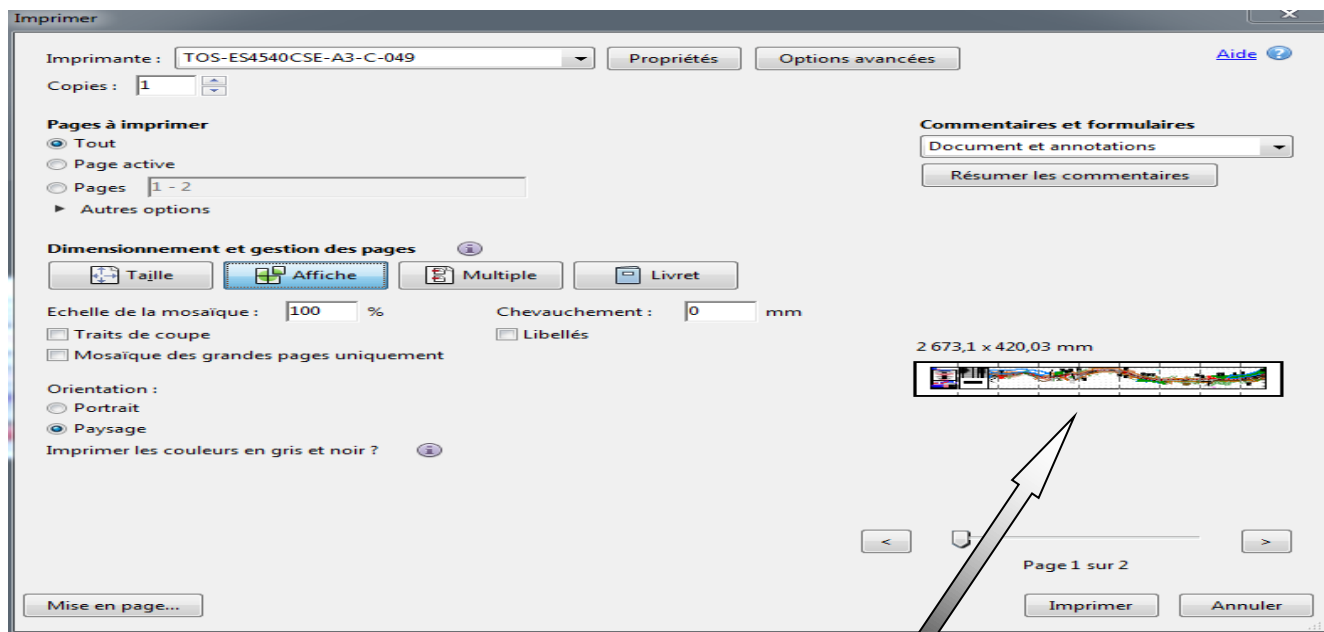 Imprimer
Imprimante : TOS-ES4540CSE-A3-C-049 Propriétés Options avancées Aide
Copies : 1
Pages à imprimer
Tout
Page active
Pages 1 - 2
Autres options
Commentaires et formulaires
Document et annotations
Résumer les commentaires
Dimensionnement et gestion des pages
Taille Affiche Multiple Livret
Echelle de la mosaïque : 100 % Chevauchement : 0 mm
Traits de coupe Libellés
Mosaïque des grandes pages uniquement
2 673,1 x 420,03 mm
Orientation :
Portrait
Paysage
Imprimer les couleurs en gris et noir ?
< >
Page 1 sur 2
Mise en page... Imprimer Annuler